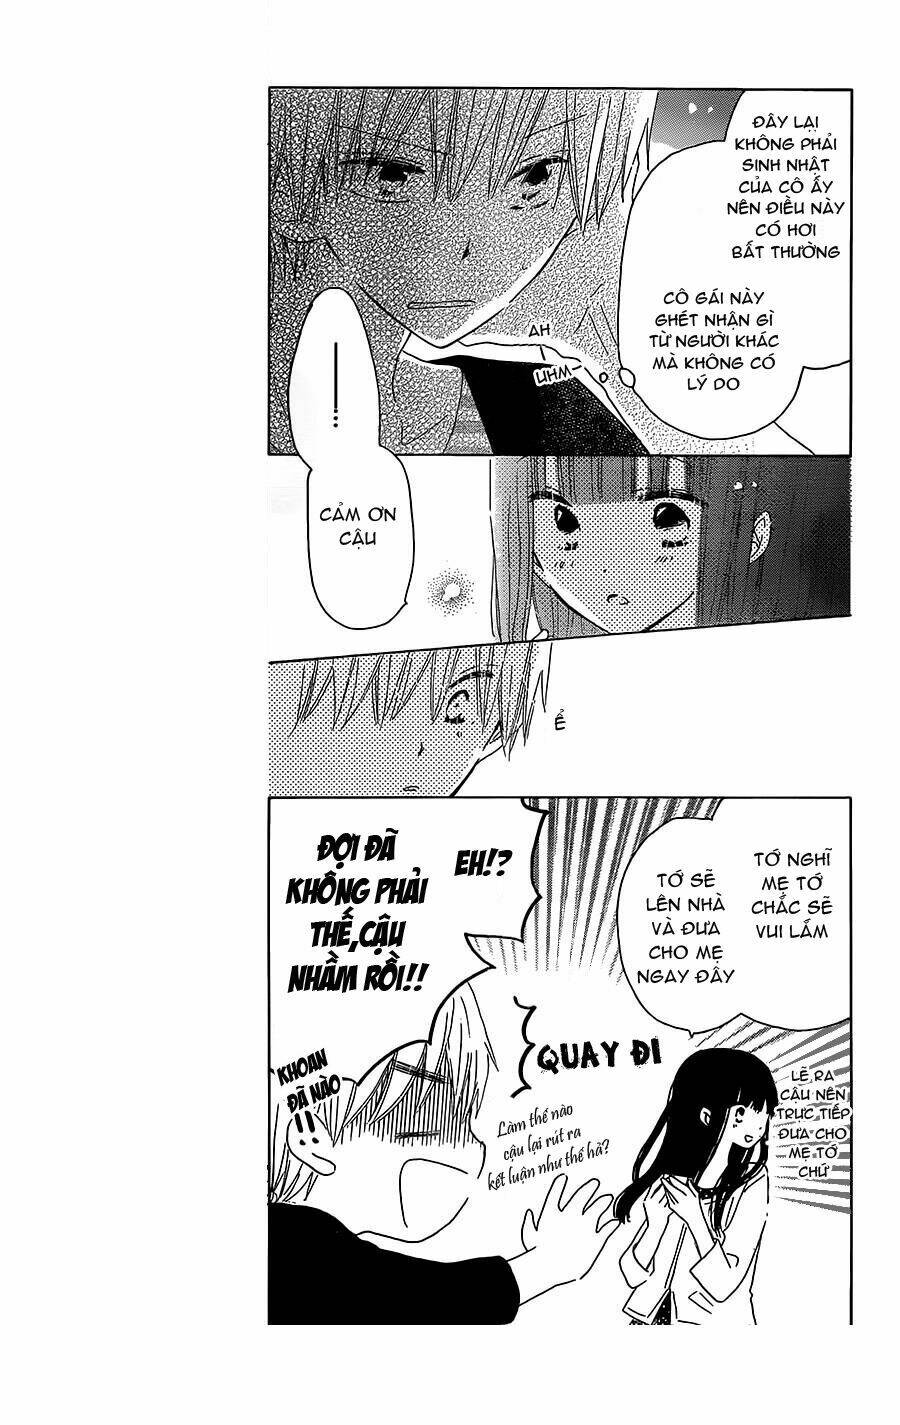 ĐÂY LẠI
KHÔNG PHẢI
SINH NHẬT
CỦA CÔ ẤY
NÊN ĐIỀU NÀY
CÓ HƠI
BẤT THƯỜNG
CÔ GÁI NÀY
GHÉT NHẬN GÌ
TỪ NGƯỜI KHÁC
MÀ KHÔNG CÓ
LÝ DO
AH
UHM
CẢM ƠN
CẬU
Ể
TỚ NGHĨ
MẸ TỚ
CHẮC SẼ
VUI LẮM
TỚ SẼ
LÊN NHÀ
VÀ ĐƯA
CHO MẸ
NGAY ĐÂY
EH!?
ĐỢI ĐÃ
KHÔNG PHẢI
THẾ,CẬU
NHẦM RỒI!!
QUAY ĐI
LẼ RA
CẬU NÊN
TRỰC TIẾP
ĐƯA CHO
MẸ TỚ
CHỨ
KHOAN
ĐÃ NÀO
!!
Làm thế nào
cậu lại rút ra
kết luận như thế hả?